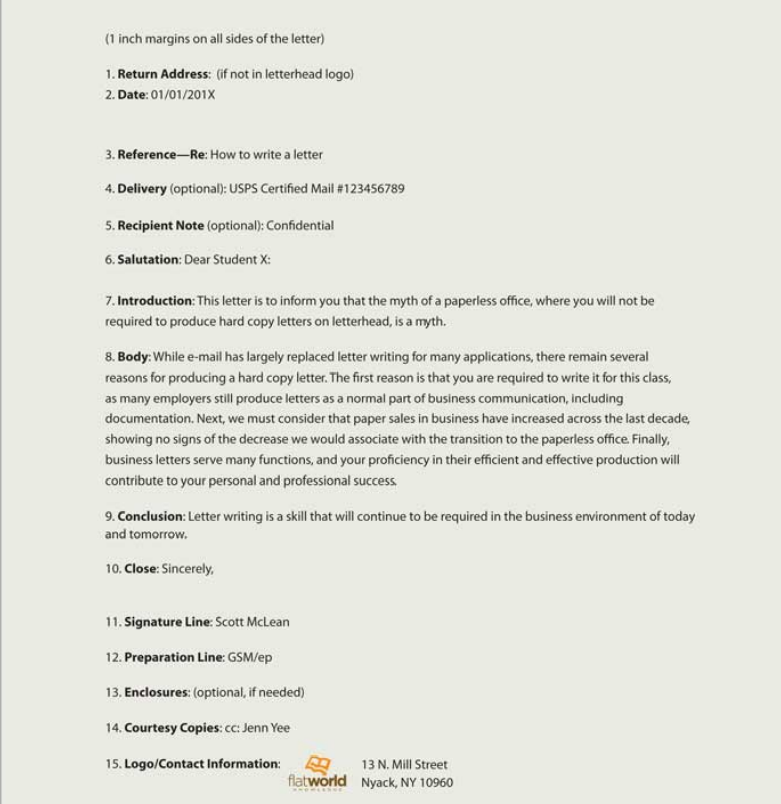 (1 inch margins on all sides of the letter)
1. Return Address: (if not in letterhead logo)
2. Date: 01/01/201X
3. Reference—Re: How to write a letter
4. Delivery (optional): USPS Certified Mail #123456789
5. Recipient Note (optional): Confidential
6. Salutation: Dear Student X:
7. Introduction: This letter is to inform you that the myth of a paperless office, where you will not be
required to produce hard copy letters on letterhead, is a myth.
8. Body: While e-mail has largely replaced letter writing for many applications, there remain several
reasons for producing a hard copy letter. The first reason is that you are required to write it for this class,
as many employers still produce letters as a normal part of business communication, including
documentation. Next, we must consider that paper sales in business have increased across the last decade,
showing no signs of the decrease we would associate with the transition to the paperless office. Finally,
business letters serve many functions, and your proficiency in their efficient and effective production will
contribute to your personal and professional success.
9. Conclusion: Letter writing is a skill that will continue to be required in the business environment of today
and tomorrow.
10. Close: Sincerely,
11. Signature Line: Scott McLean
12. Preparation Line: GSM/ep
13. Enclosures: (optional, if needed)
14. Courtesy Copies: cc: Jenn Yee
15. Logo/Contact Information:
flatworld
KNOWLEDGE
13 N. Mill Street
Nyack, NY 10960